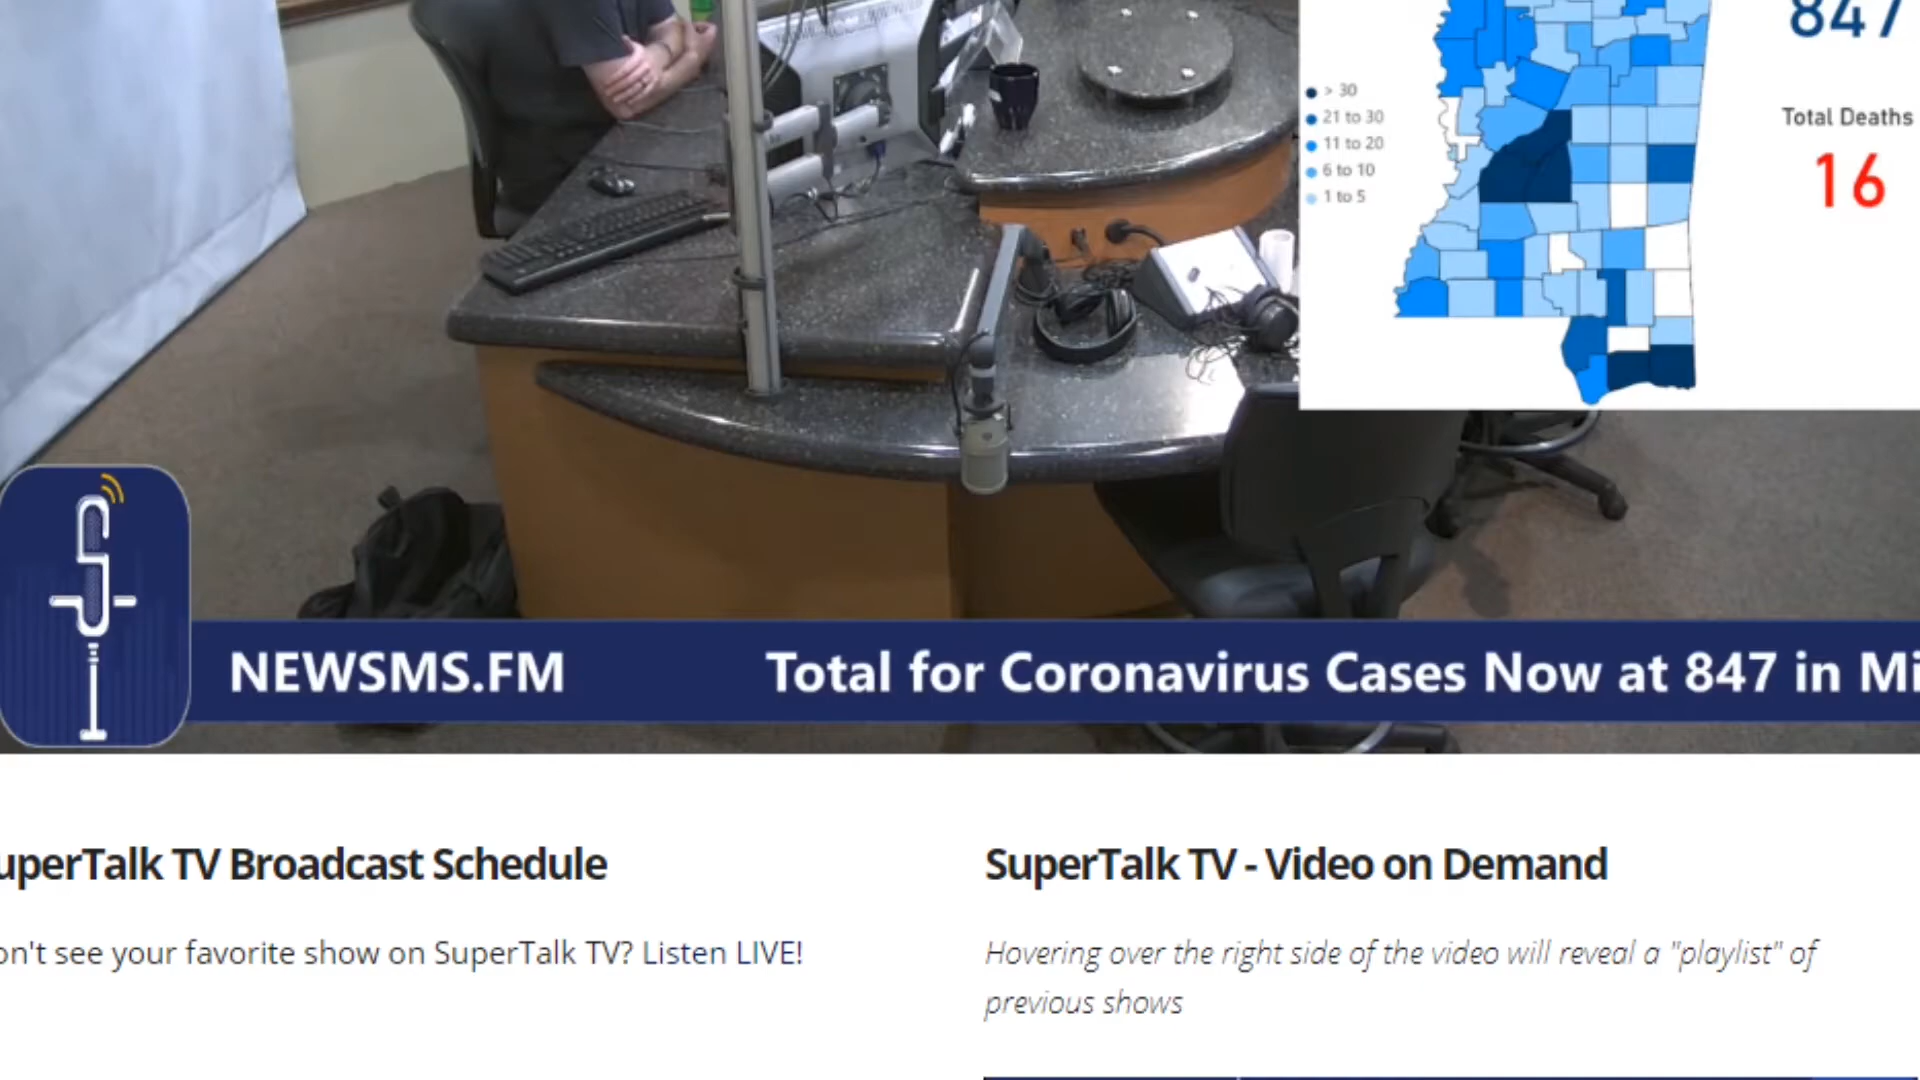 847
> 30
21 to 30
11 to 20
6 to 10
1 to 5
Total Deaths
16
NEWSMS.FM
Total for Coronavirus Cases Now at 847 in Mi
uperTalk TV Broadcast Schedule
on't see your favorite show on SuperTalk TV? Listen LIVE!
SuperTalk TV - Video on Demand
Hovering over the right side of the video will reveal a "playlist" of
previous shows